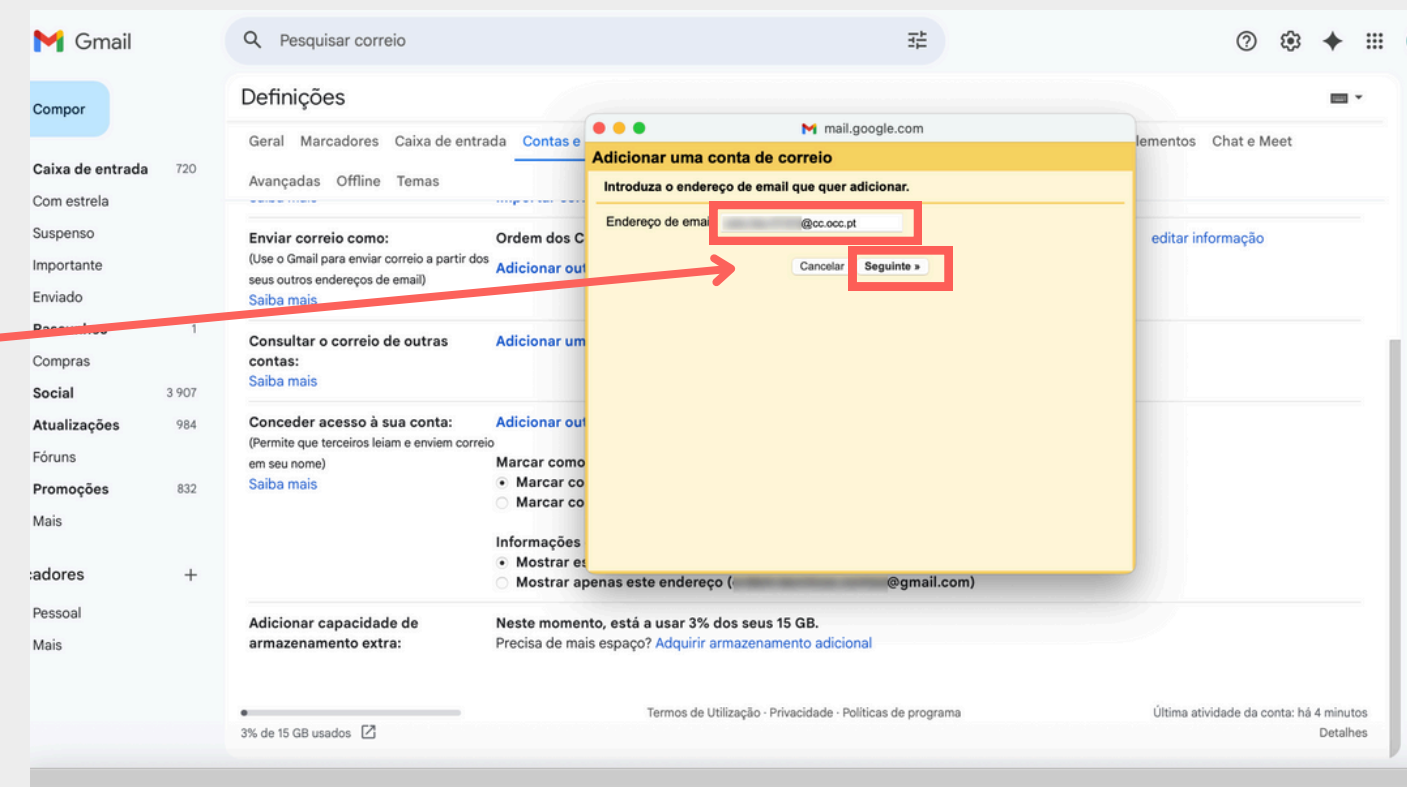 Gmail
Pesquisar correio
Compor
Caixa de entrada 720
Com estrela
Suspenso
Importante
Enviado
Rascunhos 1
Compras
Social 3 907
Atualizações 984
Fóruns
Promoções 832
Mais
cadores +
Pessoal
Mais
Definições
Geral Marcadores Caixa de entrada Contas e lementos Chat e Meet
Avançadas Offline Temas
Saiba mais
Enviar correio como:
(Use o Gmail para enviar correio a partir dos
seus outros endereços de email)
Saiba mais
Ordem dos C
Adicionar out
editar informação
Consultar o correio de outras
contas:
Saiba mais
Adicionar um
Conceder acesso à sua conta:
(Permite que terceiros leiam e enviem correio
em seu nome)
Saiba mais
Adicionar out
Marcar como
Marcar co
Marcar co
Informações
Mostrar es
Mostrar apenas este endereço ( @gmail.com)
Adicionar capacidade de
armazenamento extra:
Neste momento, está a usar 3% dos seus 15 GB.
Precisa de mais espaço? Adquirir armazenamento adicional
mail.google.com
Adicionar uma conta de correio
Introduza o endereço de email que quer adicionar.
Endereço de emai @cc.occ.pt
Cancelar Seguinte »
3% de 15 GB usados
Termos de Utilização · Privacidade · Políticas de programa
Última atividade da conta: há 4 minutos
Detalhes